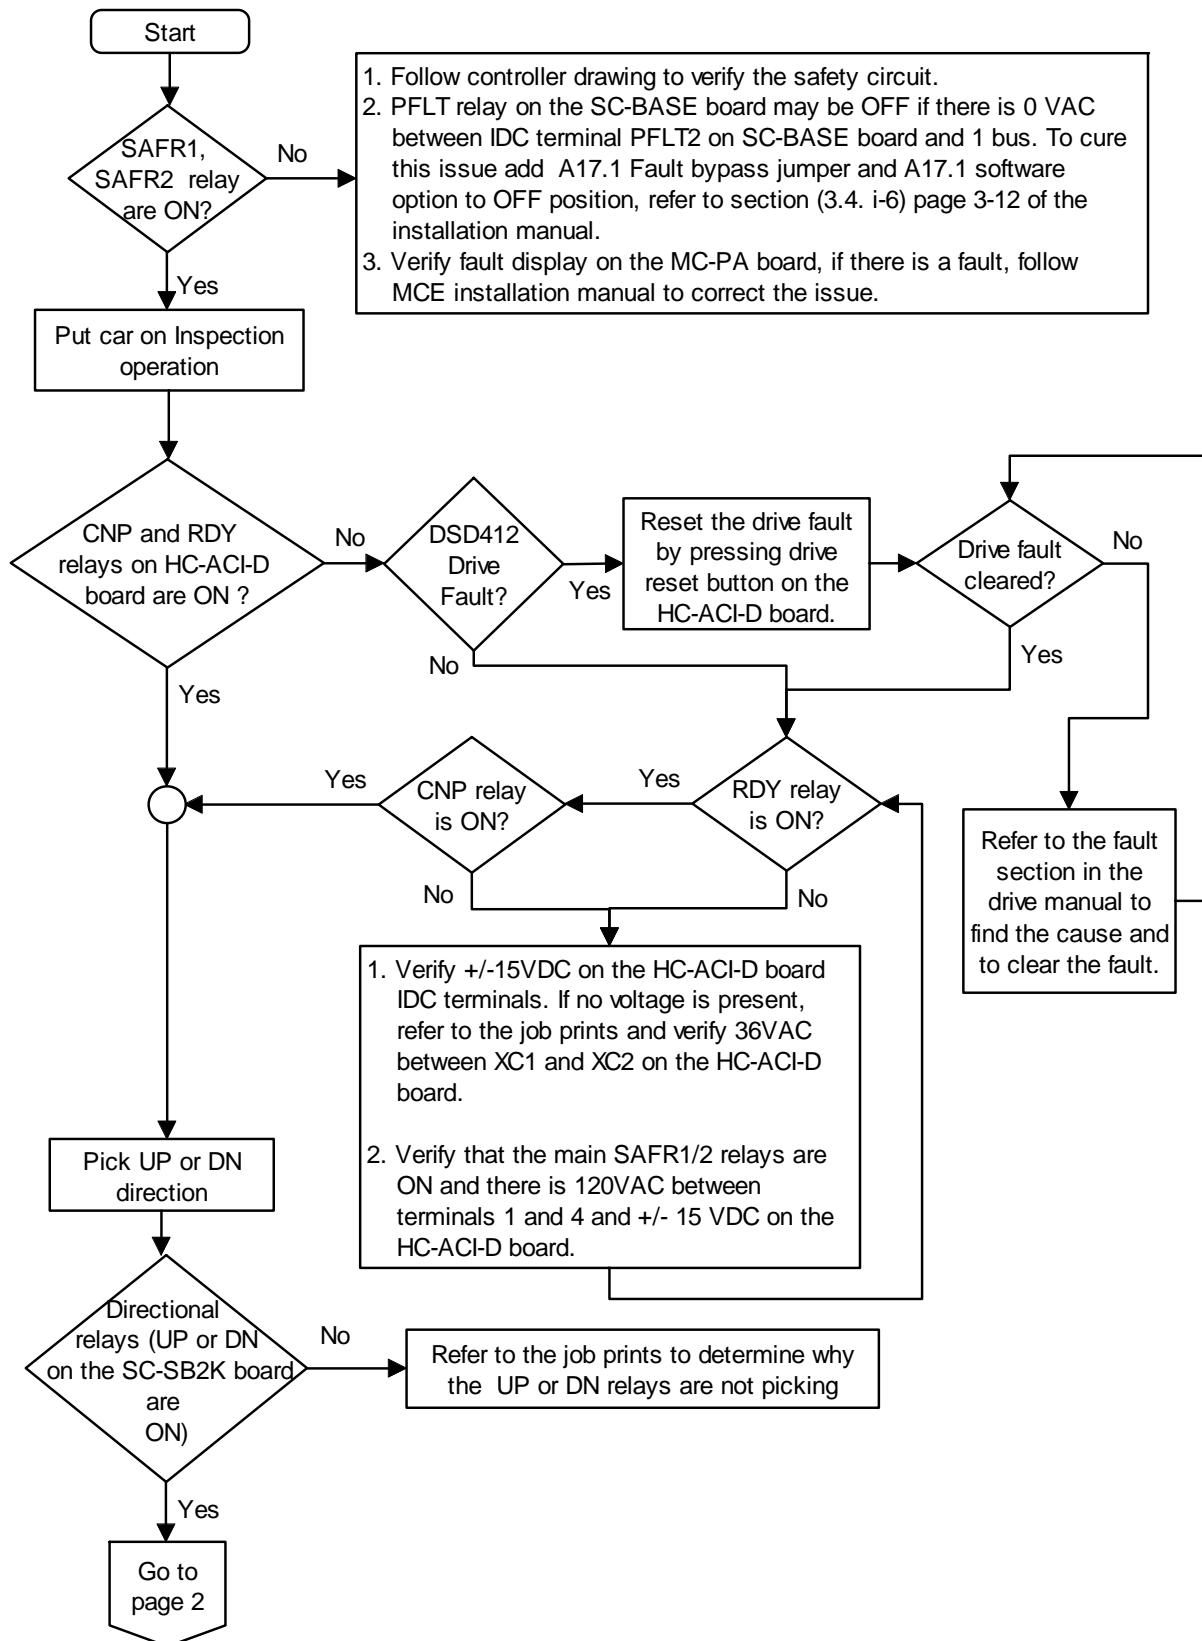 Start
SAFR1,
SAFR2 relay
are ON?
No
Yes
1. Follow controller drawing to verify the safety circuit.
2. PFLT relay on the SC-BASE board may be OFF if there is 0 VAC
between IDC terminal PFLT2 on SC-BASE board and 1 bus. To cure
this issue add A17.1 Fault bypass jumper and A17.1 software
option to OFF position, refer to section (3.4. i-6) page 3-12 of the
installation manual.
3. Verify fault display on the MC-PA board, if there is a fault, follow
MCE installation manual to correct the issue.
Put car on Inspection
operation
CNP and RDY
relays on HC-ACI-D
board are ON ?
No
Yes
DSD412
Drive
Fault?
Yes
No
Reset the drive fault
by pressing drive
reset button on the
HC-ACI-D board.
Drive fault
cleared?
No
Yes
RDY relay
is ON?
Yes
No
CNP relay
is ON?
Yes
No
Refer to the fault
section in the
drive manual to
find the cause and
to clear the fault.
1. Verify +/-15VDC on the HC-ACI-D board
IDC terminals. If no voltage is present,
refer to the job prints and verify 36VAC
between XC1 and XC2 on the HC-ACI-D
board.
2. Verify that the main SAFR1/2 relays are
ON and there is 120VAC between
terminals 1 and 4 and +/- 15 VDC on the
HC-ACI-D board.
Pick UP or DN
direction
Directional
relays (UP or DN
on the SC-SB2K board
are
ON)
No
Yes
Refer to the job prints to determine why
the UP or DN relays are not picking
Go to
page 2